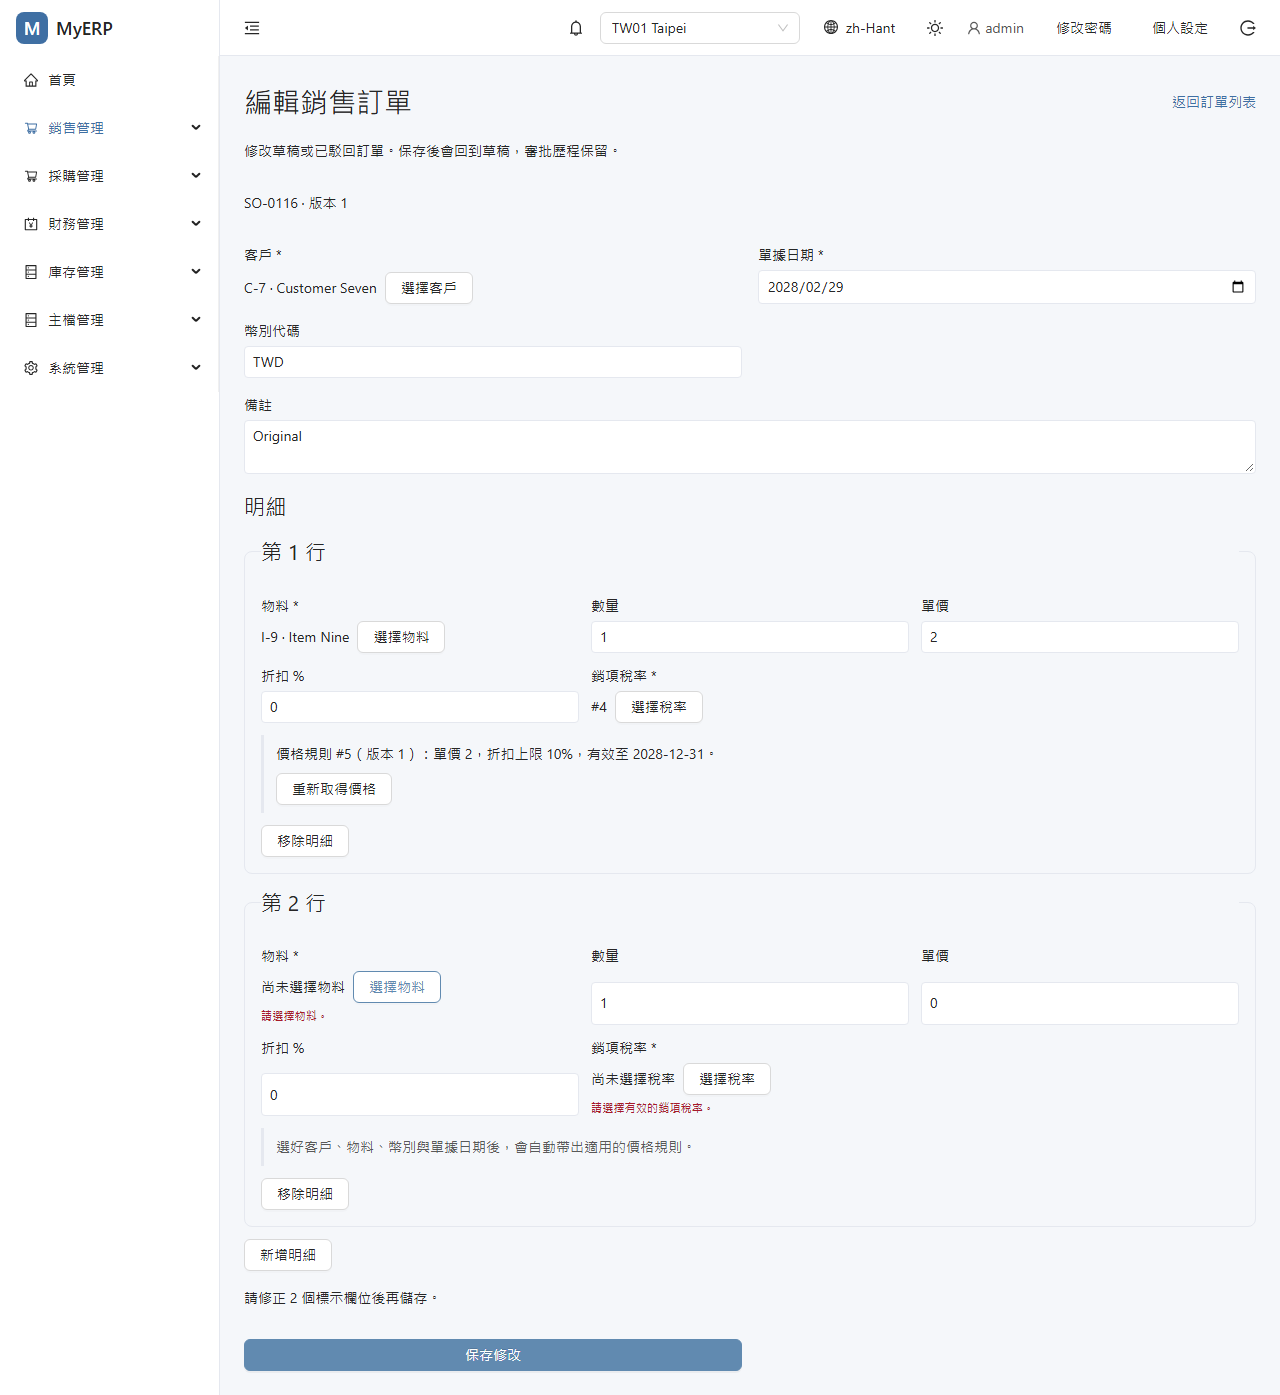 M MyERP
TW01 Taipei
zh-Hant
admin
修改密碼
個人設定
首頁
銷售管理
採購管理
財務管理
庫存管理
主檔管理
系統管理
編輯銷售訂單
返回訂單列表
修改草稿或已駁回訂單。保存後會回到草稿，審批歷程保留。
SO-0116 · 版本 1
客戶 *
單據日期 *
C-7 · Customer Seven
選擇客戶
2028/02/29
幣別代碼
TWD
備註
Original
明細
第 1 行
物料 *
數量
單價
I-9 · Item Nine
選擇物料
1
2
折扣 %
銷項稅率 *
0
#4
選擇稅率
價格規則 #5（版本 1）：單價 2，折扣上限 10%，有效至 2028-12-31。
重新取得價格
移除明細
第 2 行
物料 *
數量
單價
尚未選擇物料
選擇物料
1
0
請選擇物料。
折扣 %
銷項稅率 *
0
尚未選擇稅率
選擇稅率
請選擇有效的銷項稅率。
選好客戶、物料、幣別與單據日期後，會自動帶出適用的價格規則。
移除明細
新增明細
請修正 2 個標示欄位後再儲存。
保存修改